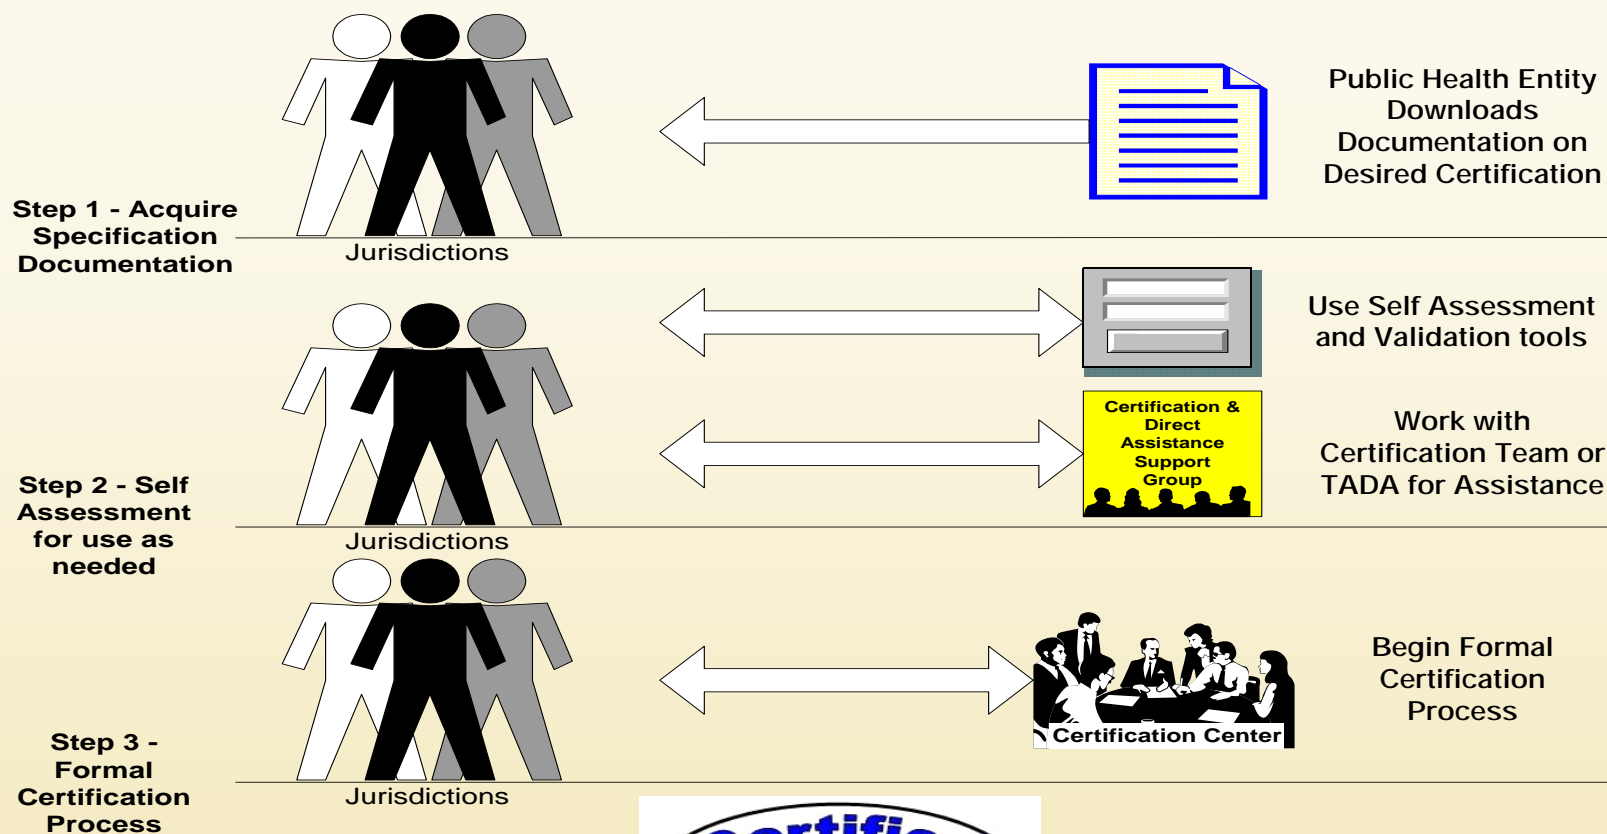 Public Health Entity
Downloads
Documentation on
Desired Certification
Step 1 - Acquire
Specification
Documentation
Jurisdictions
Use Self Assessment
and Validation tools
Certification &
Direct
Assistance
Support
Group
Work with
Certification Team or
TADA for Assistance
Step 2 - Self
Assessment
for use as
needed
Jurisdictions
Begin Formal
Certification
Process
Certification Center
Step 3 -
Formal
Certification
Process
Jurisdictions